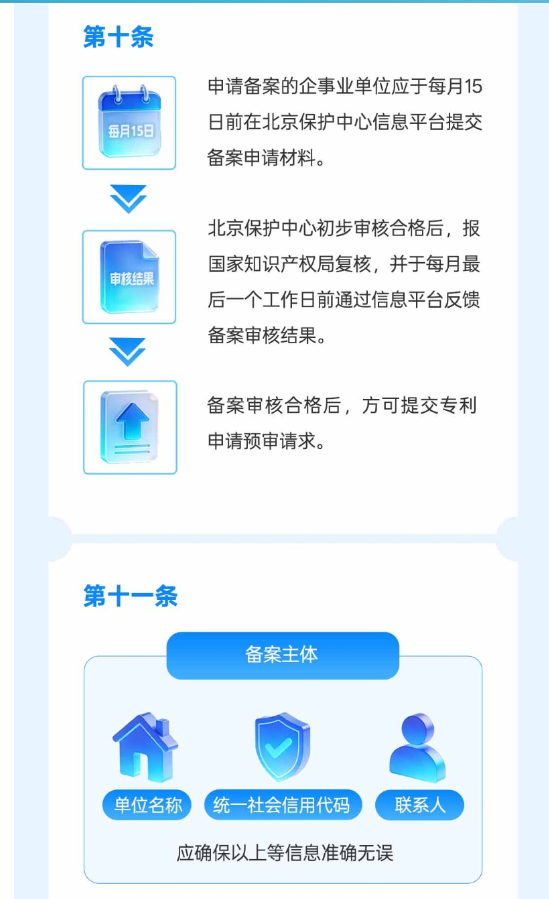 第十条
每月15日
申请备案的企事业单位应于每月15
日前在北京保护中心信息平台提交
备案申请材料。
审核结果
北京保护中心初步审核合格后，报
国家知识产权局复核，并于每月最
后一个工作日前通过信息平台反馈
备案审核结果。
备案审核合格后，方可提交专利
申请预审请求。
第十一条
备案主体
单位名称
统一社会信用代码
联系人
应确保以上等信息准确无误